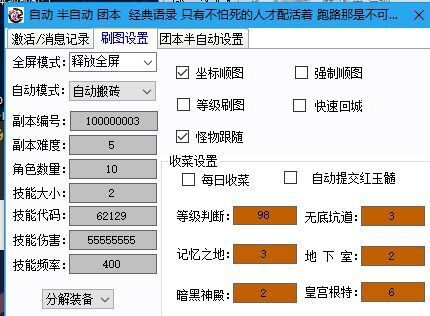 自动 半自动 团本  经典语录 只有不怕死的人才配活着 跑路那是不可...
激活/消息记录 刷图设置 团本半自动设置
全屏模式: 释放全屏
自动模式: 自动搬砖
副本编号: 100000003
副本难度: 5
角色数量: 10
技能大小: 2
技能代码: 62129
技能伤害: 55555555
技能频率: 400
分解装备
坐标顺图 强制顺图
等级刷图 快速回城
怪物跟随
收菜设置
每日收菜 自动提交红玉髓
等级判断: 98 无底坑道: 3
记忆之地: 3 地下室: 2
暗黑神殿: 2 皇宫根特: 6